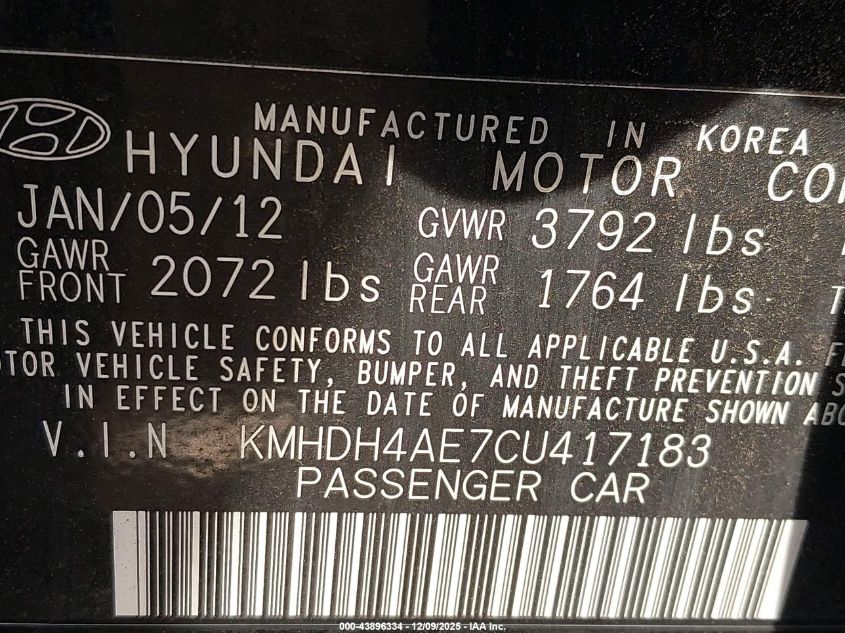 MANUFACTURED IN KOREA
HYUNDAI MOTOR
JAN/05/12 GVWR 3792 lbs
GAWR FRONT 2072 lbs GAWR REAR 1764 lbs
THIS VEHICLE CONFORMS TO ALL APPLICABLE U.S.A.
VEHICLE SAFETY, BUMPER, AND THEFT PREVENTION
IN EFFECT ON THE DATE OF MANUFACTURE SHOWN
V.I.N KMHDH4AE7CU417183
PASSENGER CAR
000-43896334 - 12/09/2025 - IAA Inc.